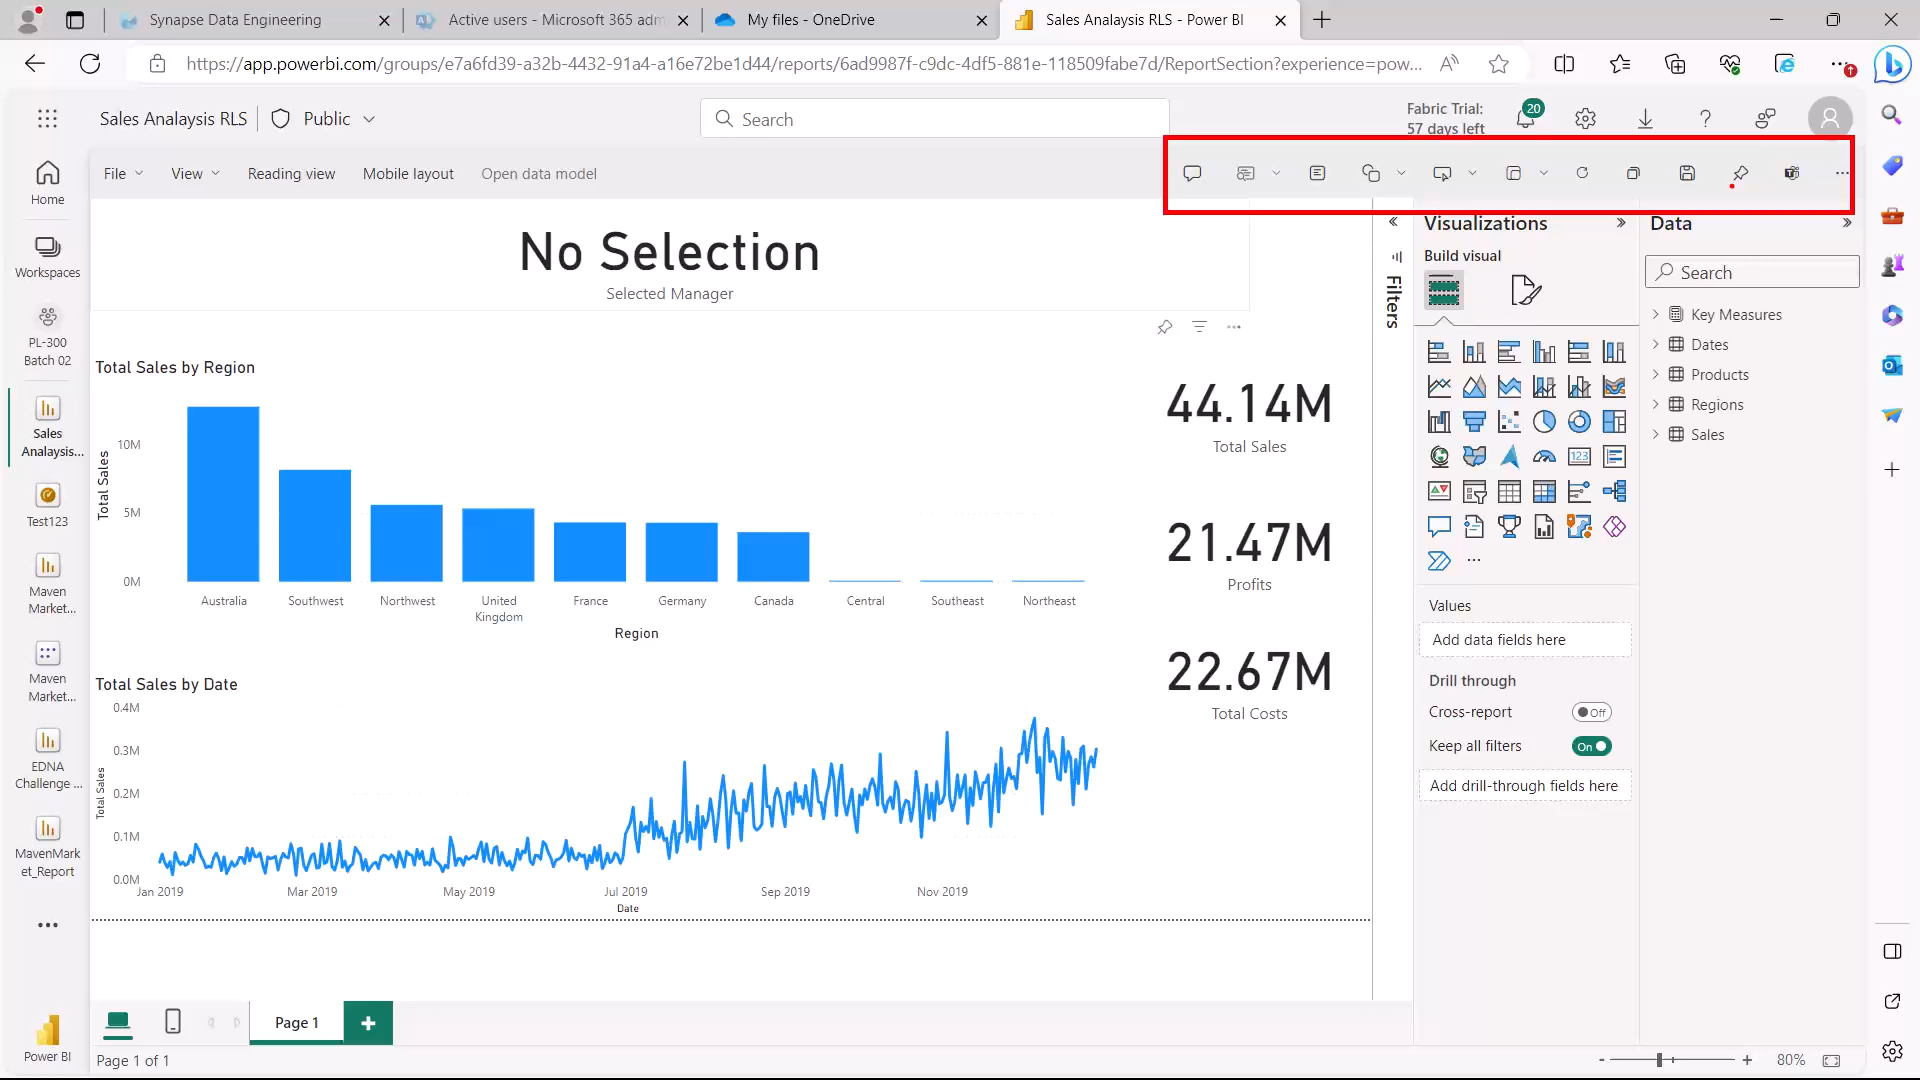 Synapse Data Engineering
Active users - Microsoft 365 adm
My files - OneDrive
Sales Analaysis RLS - Power BI
https://app.powerbi.com/groups/e7a6fd39-a32b-4432-91a4-a16e72be1d44/reports/6ad9987f-c9dc-4df5-881e-118509fabe7d/ReportSection?experience=pow...
Sales Analaysis RLS
Public
Search
Fabric Trial:
57 days left
20
File
View
Reading view
Mobile layout
Open data model
Home
Workspaces
PL-300
Batch 02
Sales
Analaysis...
Test123
Maven
Market...
Maven
Market...
EDNA
Challenge ...
MavenMark
et_Report
Power BI
No Selection
Selected Manager
Total Sales by Region
Total Sales
10M
5M
0M
Australia
Southwest
Northwest
United
Kingdom
France
Germany
Canada
Central
Southeast
Northeast
Region
44.14M
Total Sales
21.47M
Profits
22.67M
Total Costs
Total Sales by Date
Total Sales
0.4M
0.3M
0.2M
0.1M
0.0M
Jan 2019
Mar 2019
May 2019
Jul 2019
Sep 2019
Nov 2019
Date
Filters
Visualizations
Build visual
123
Values
Add data fields here
Drill through
Cross-report
Off
Keep all filters
On
Add drill-through fields here
Data
Search
Key Measures
Dates
Products
Regions
Sales
Page 1
Page 1 of 1
- + 80%